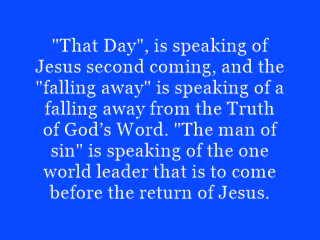 "That Day", is speaking of
Jesus second coming, and the
"falling away" is speaking of a
falling away from the Truth
of God’s Word. "The man of
sin" is speaking of the one
world leader that is to come
before the return of Jesus.